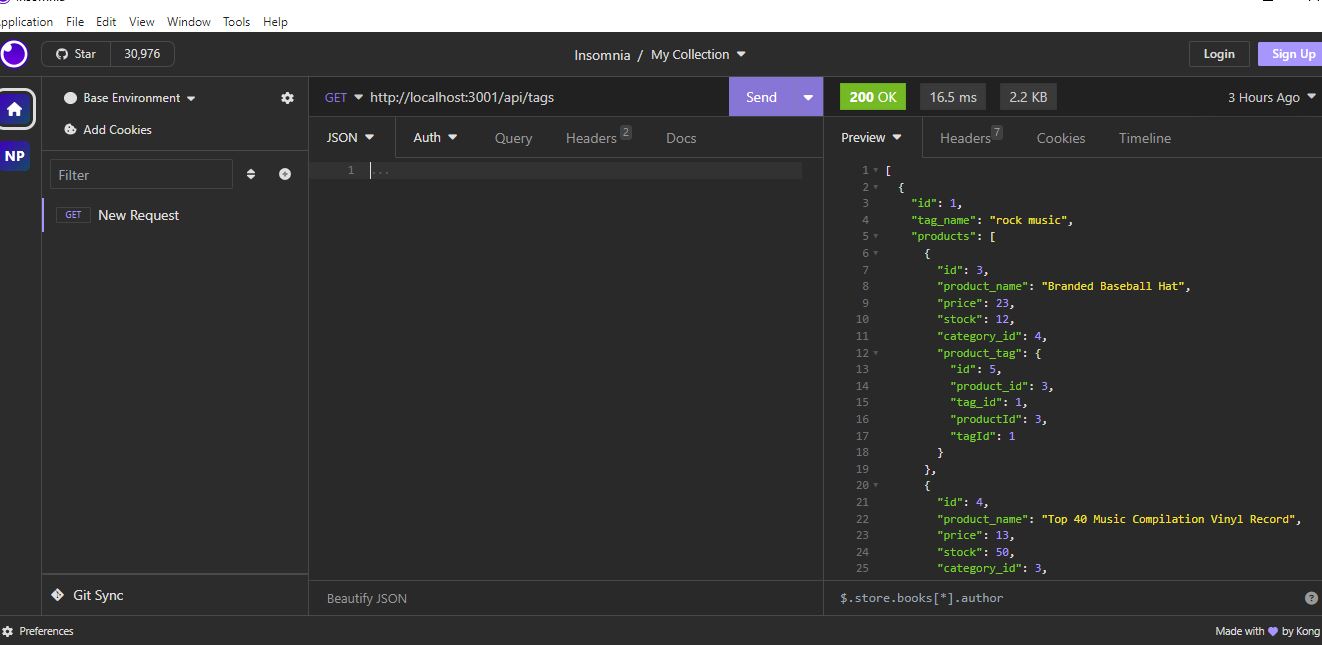 Insomnia
Application File Edit View Window Tools Help
Star 30,976
Insomnia / My Collection
Login Sign Up
Base Environment
Add Cookies
NP
Filter
GET New Request
GET http://localhost:3001/api/tags Send
JSON Auth Query Headers 2 Docs
1 ...
200 OK 16.5 ms 2.2 KB 3 Hours Ago
Preview Headers 7 Cookies Timeline
1 [
2 {
3 "id": 1,
4 "tag_name": "rock music",
5 "products": [
6 {
7 "id": 3,
8 "product_name": "Branded Baseball Hat",
9 "price": 23,
10 "stock": 12,
11 "category_id": 4,
12 "product_tag": {
13 "id": 5,
14 "product_id": 3,
15 "tag_id": 1,
16 "productId": 3,
17 "tagId": 1
18 }
19 },
20 {
21 "id": 4,
22 "product_name": "Top 40 Music Compilation Vinyl Record",
23 "price": 13,
24 "stock": 50,
25 "category_id": 3,
Git Sync
Beautify JSON
$.store.books[*].author ?
Preferences
Made with 💜 by Kong